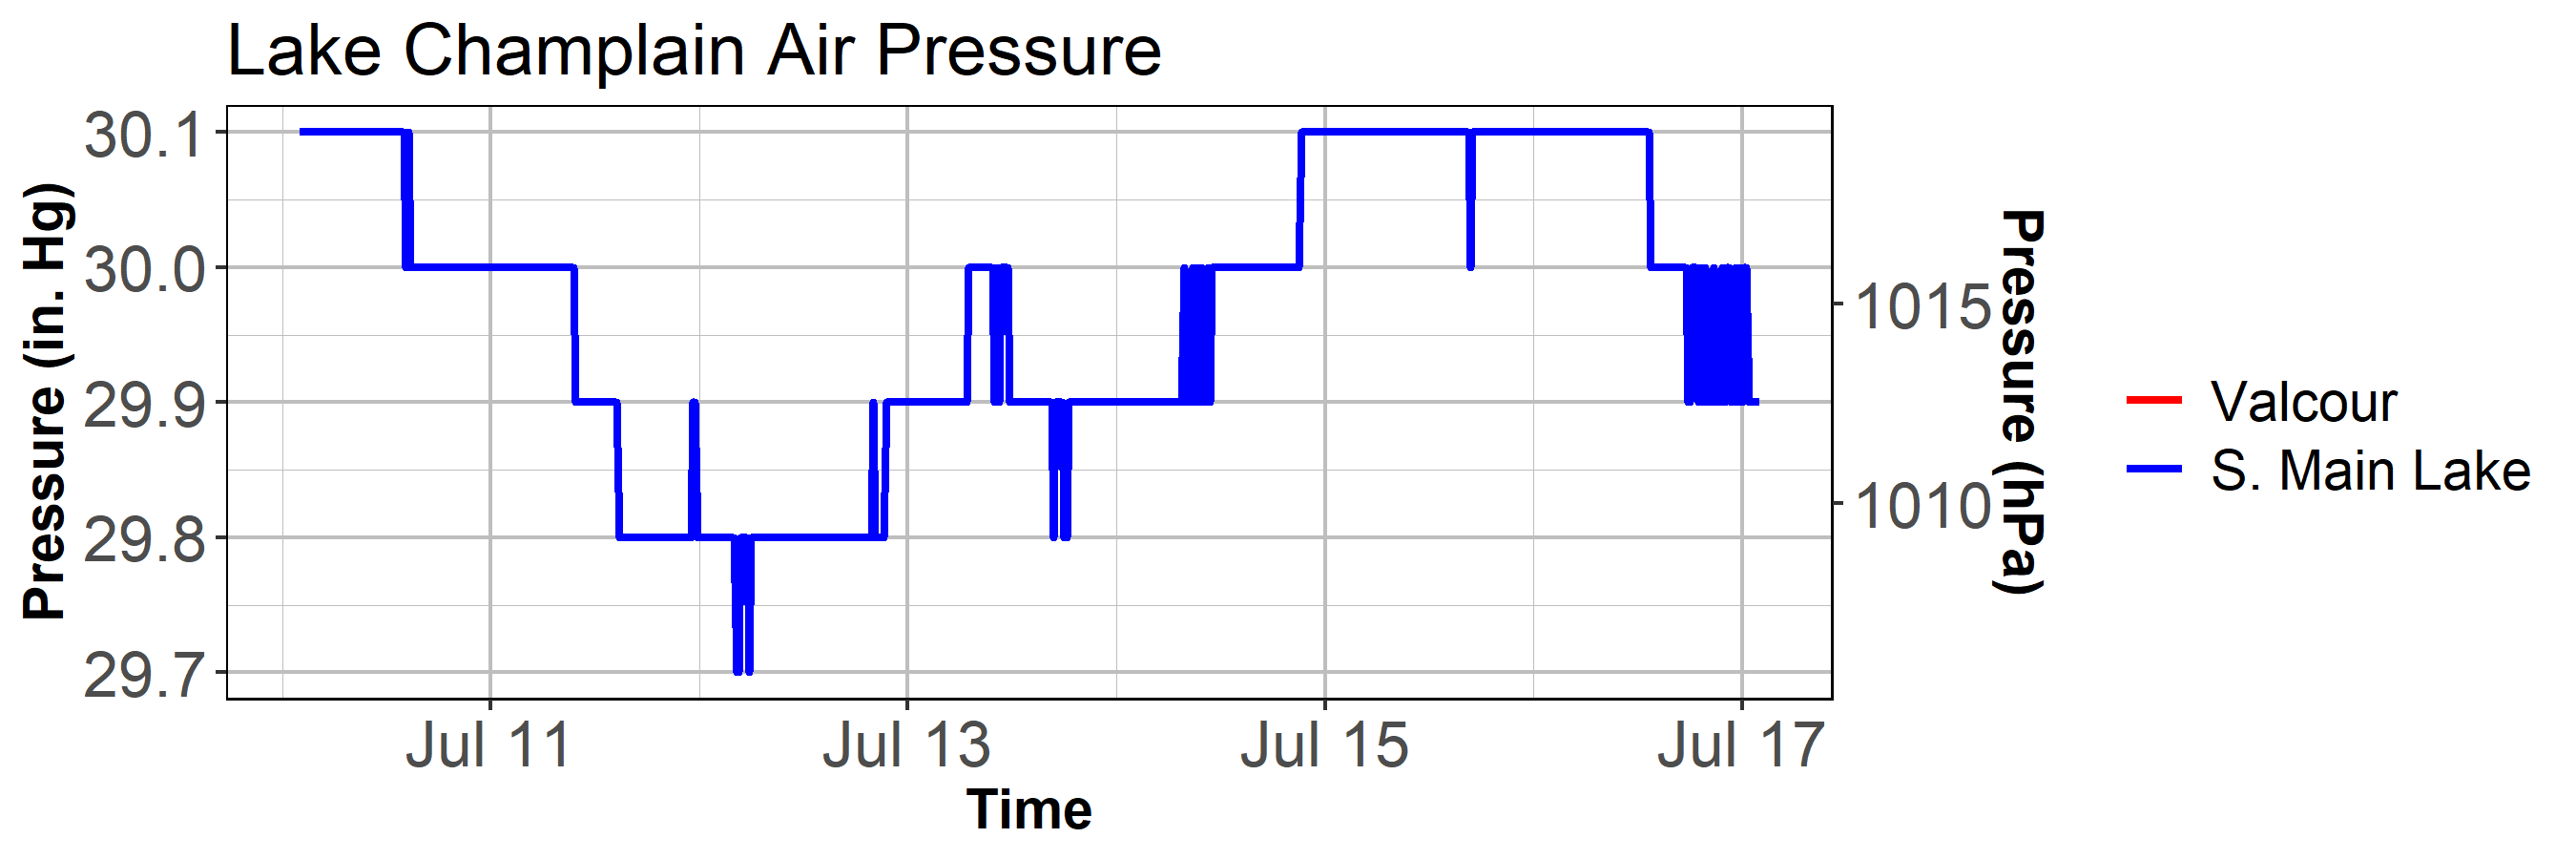 Lake Champlain Air Pressure
Pressure (in. Hg)
30.1
30.0
29.9
29.8
29.7
Jul 11
Jul 13
Jul 15
Jul 17
Time
1015
1010
Pressure (hPa)
Valcour
S. Main Lake